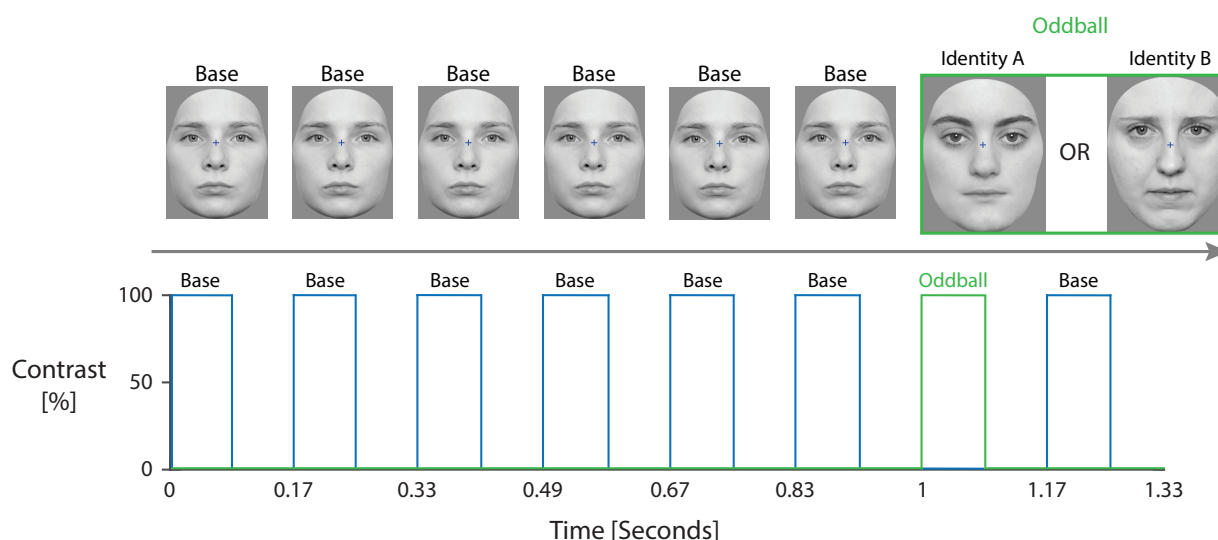 Oddball
Identity A Identity B
Base Base Base Base Base Base
OR
Base Base Base Base Base Base Oddball Base
100
50
0
Contrast
[%]
0 0.17 0.33 0.49 0.67 0.83 1 1.17 1.33
Time [Seconds]